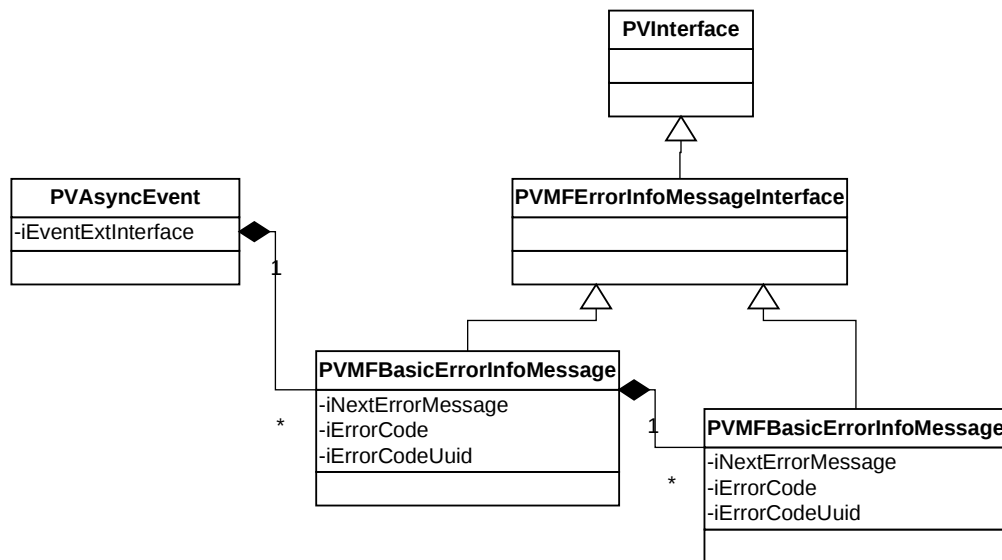 PVInterface
PVMFErrorInfoMessageInterface
PVAsyncEvent
-iEventExtInterface
1
*
PVMFBasicErrorInfoMessage
-iNextErrorMessage
-iErrorCode
-iErrorCodeUuid
1
*
PVMFBasicErrorInfoMessage
-iNextErrorMessage
-iErrorCode
-iErrorCodeUuid